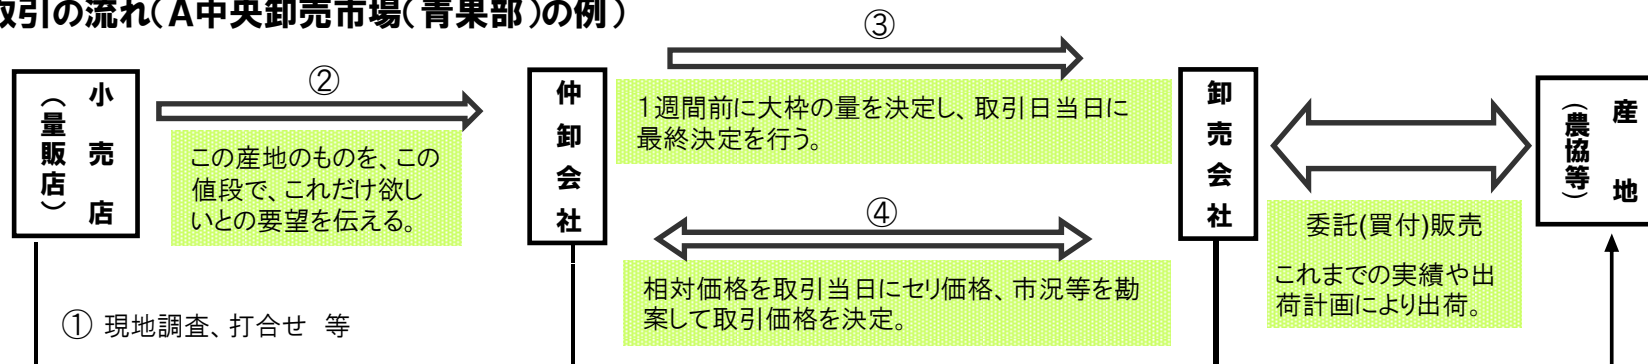 取引の流れ(A中央卸売市場(青果部)の例)
③
②
小売店
(量販店)
仲卸会社
卸売会社
産地
(農協等)
この産地のものを、この
値段で、これだけ欲し
いとの要望を伝える。
1週間前に大枠の量を決定し、取引日当日に
最終決定を行う。
④
相対価格を取引当日にセリ価格、市況等を勘
案して取引価格を決定。
委託(買付)販売
これまでの実績や出
荷計画により出荷。
① 現地調査、打合せ 等